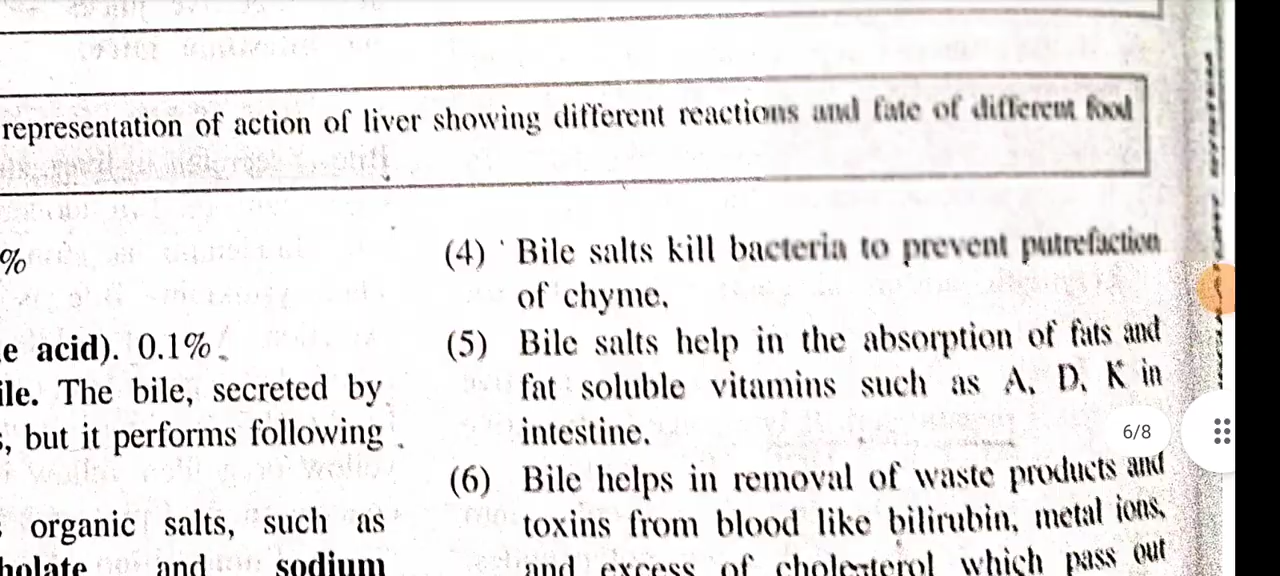 representation of action of liver showing different reactions and fate of different food
%
e acid). 0.1%
ile. The bile, secreted by
, but it performs following
organic salts, such as
holate and sodium
(4) Bile salts kill bacteria to prevent putrefaction
of chyme.
(5) Bile salts help in the absorption of fats and
fat soluble vitamins such as A, D, K in
intestine.
(6) Bile helps in removal of waste products and
toxins from blood like bilirubin, metal ions,
and excess of cholesterol which pass out
6/8